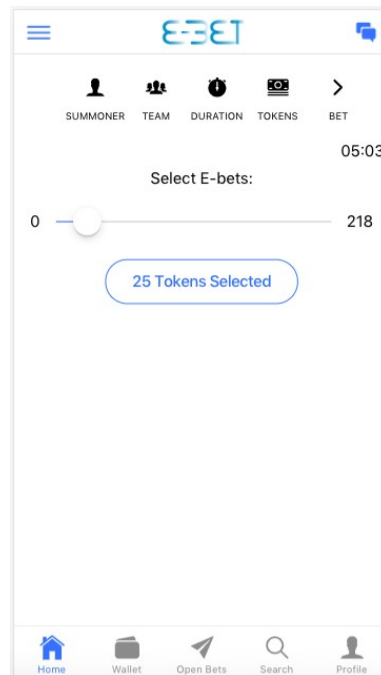 E-BET
SUMMONER TEAM DURATION TOKENS BET
05:03
Select E-bets:
0 218
25 Tokens Selected
Home Wallet Open Bets Search Profile